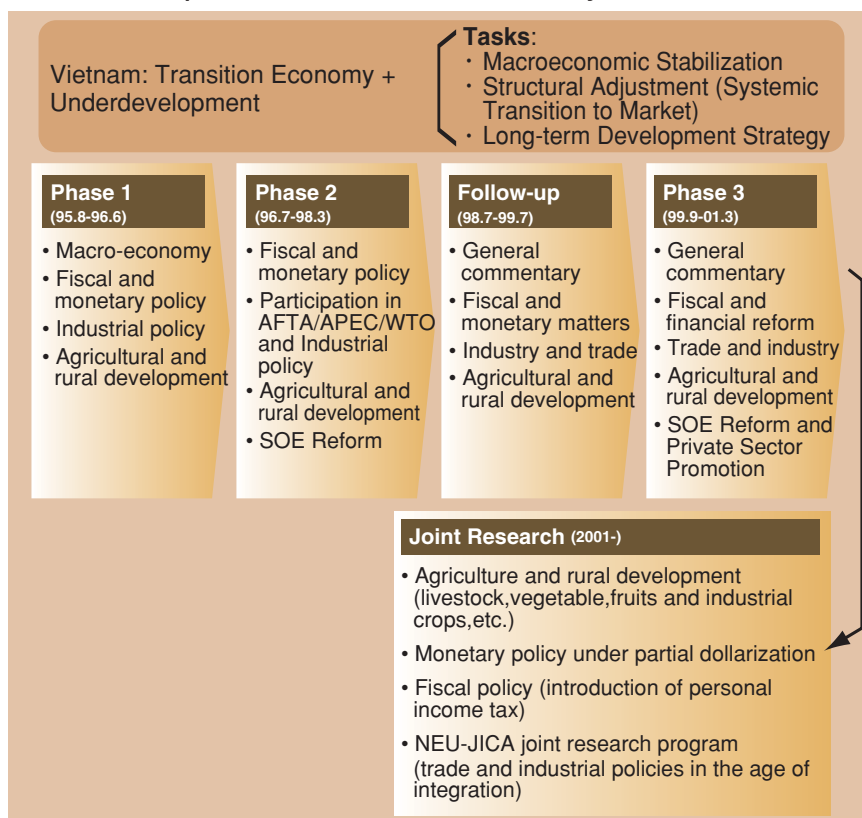 Vietnam: Transition Economy +
Underdevelopment
Tasks:
・Macroeconomic Stabilization
・Structural Adjustment (Systemic
Transition to Market)
・Long-term Development Strategy
Phase 1
(95.8-96.6)
• Macro-economy
• Fiscal and
monetary policy
• Industrial policy
• Agricultural and
rural development
Phase 2
(96.7-98.3)
• Fiscal and
monetary policy
• Participation in
AFTA/APEC/WTO
and Industrial
policy
• Agricultural and
rural development
• SOE Reform
Follow-up
(98.7-99.7)
• General
commentary
• Fiscal and
monetary matters
• Industry and trade
• Agricultural and
rural development
Phase 3
(99.9-01.3)
• General
commentary
• Fiscal and
financial reform
• Trade and industry
• Agricultural and
rural development
• SOE Reform and
Private Sector
Promotion
Joint Research (2001-)
• Agriculture and rural development
(livestock,vegetable,fruits and industrial
crops,etc.)
• Monetary policy under partial dollarization
• Fiscal policy (introduction of personal
income tax)
• NEU-JICA joint research program
(trade and industrial policies in the age of
integration)